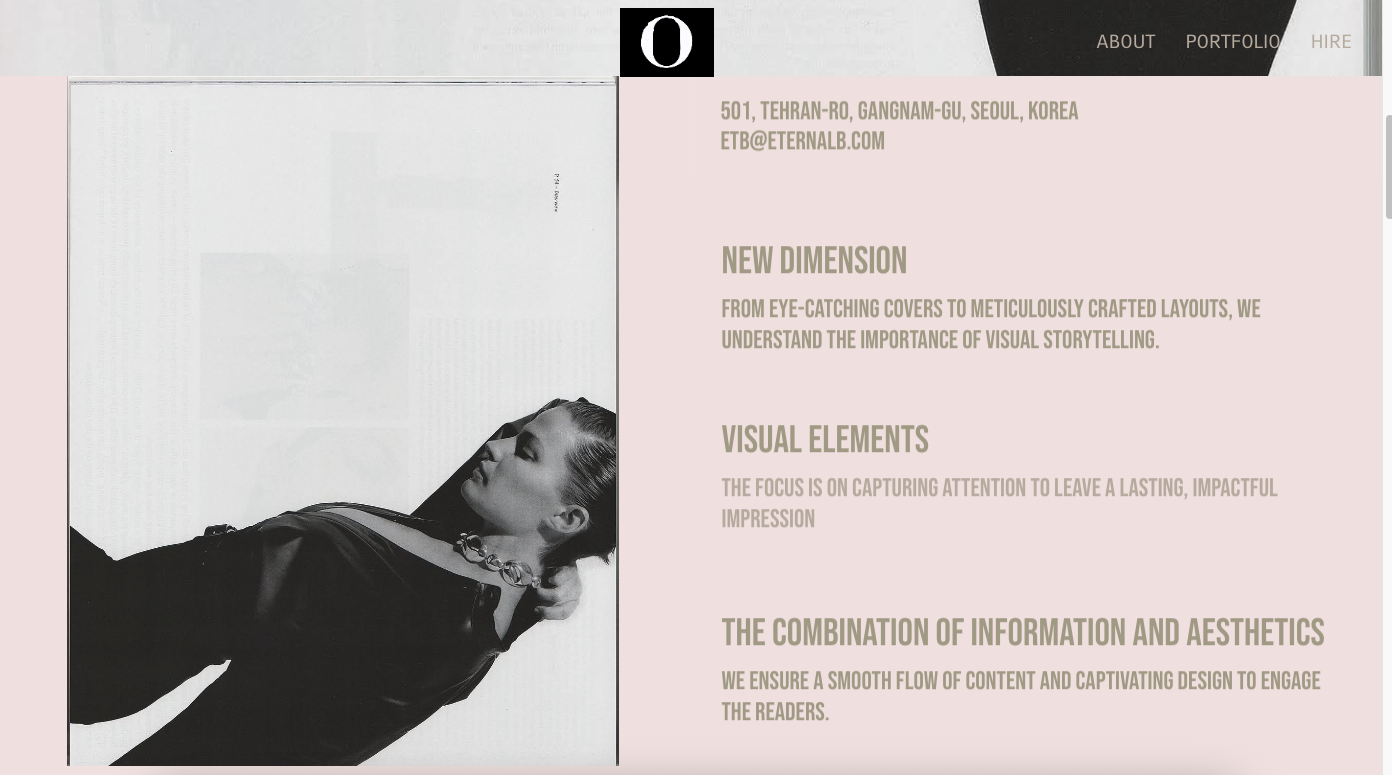 O
ABOUT PORTFOLIO HIRE
501, TEHRAN-RO, GANGNAM-GU, SEOUL, KOREA
ETB@ETERNALB.COM
NEW DIMENSION
FROM EYE-CATCHING COVERS TO METICULOUSLY CRAFTED LAYOUTS, WE
UNDERSTAND THE IMPORTANCE OF VISUAL STORYTELLING.
VISUAL ELEMENTS
THE FOCUS IS ON CAPTURING ATTENTION TO LEAVE A LASTING, IMPACTFUL
IMPRESSION
THE COMBINATION OF INFORMATION AND AESTHETICS
WE ENSURE A SMOOTH FLOW OF CONTENT AND CAPTIVATING DESIGN TO ENGAGE
THE READERS.